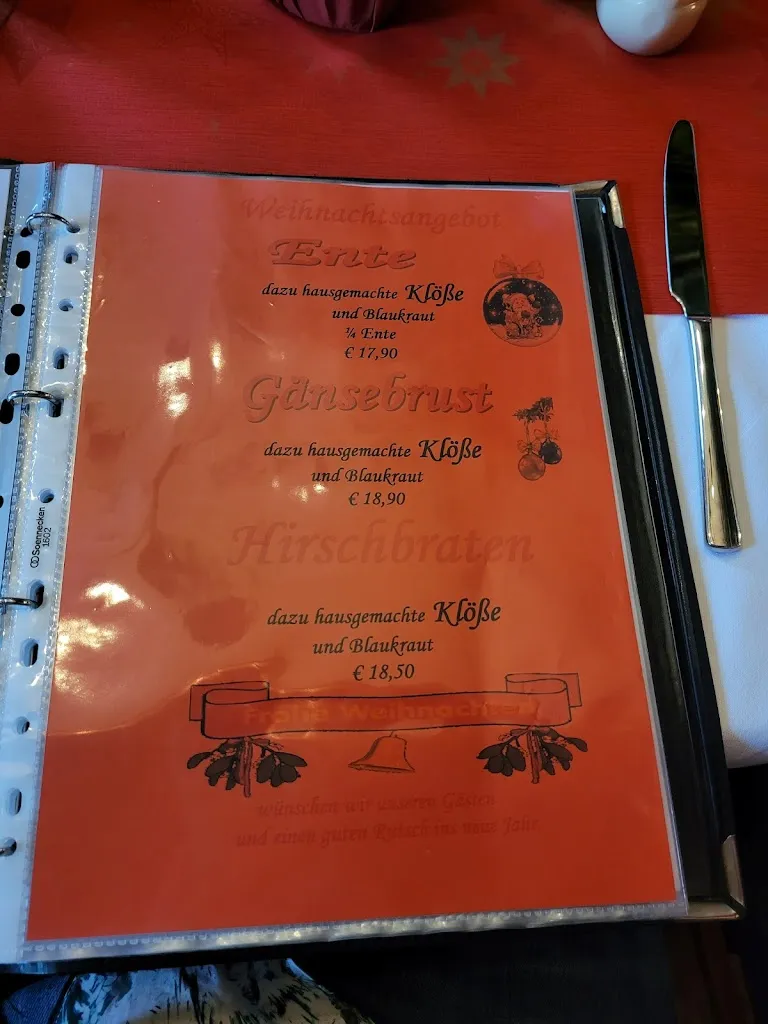 Weihnachtsangebot
Ente
dazu hausgemachte Klöße
und Blaukraut
¼ Ente
€ 17,90
Gänsebrust
dazu hausgemachte Klöße
und Blaukraut
€ 18,90
Hirschbraten
dazu hausgemachte Klöße
und Blaukraut
€ 18,50
Frohe Weihnachten
wünschen wir unseren Gästen
und einen guten Rutsch ins neue Jahr
Soennecken
1602